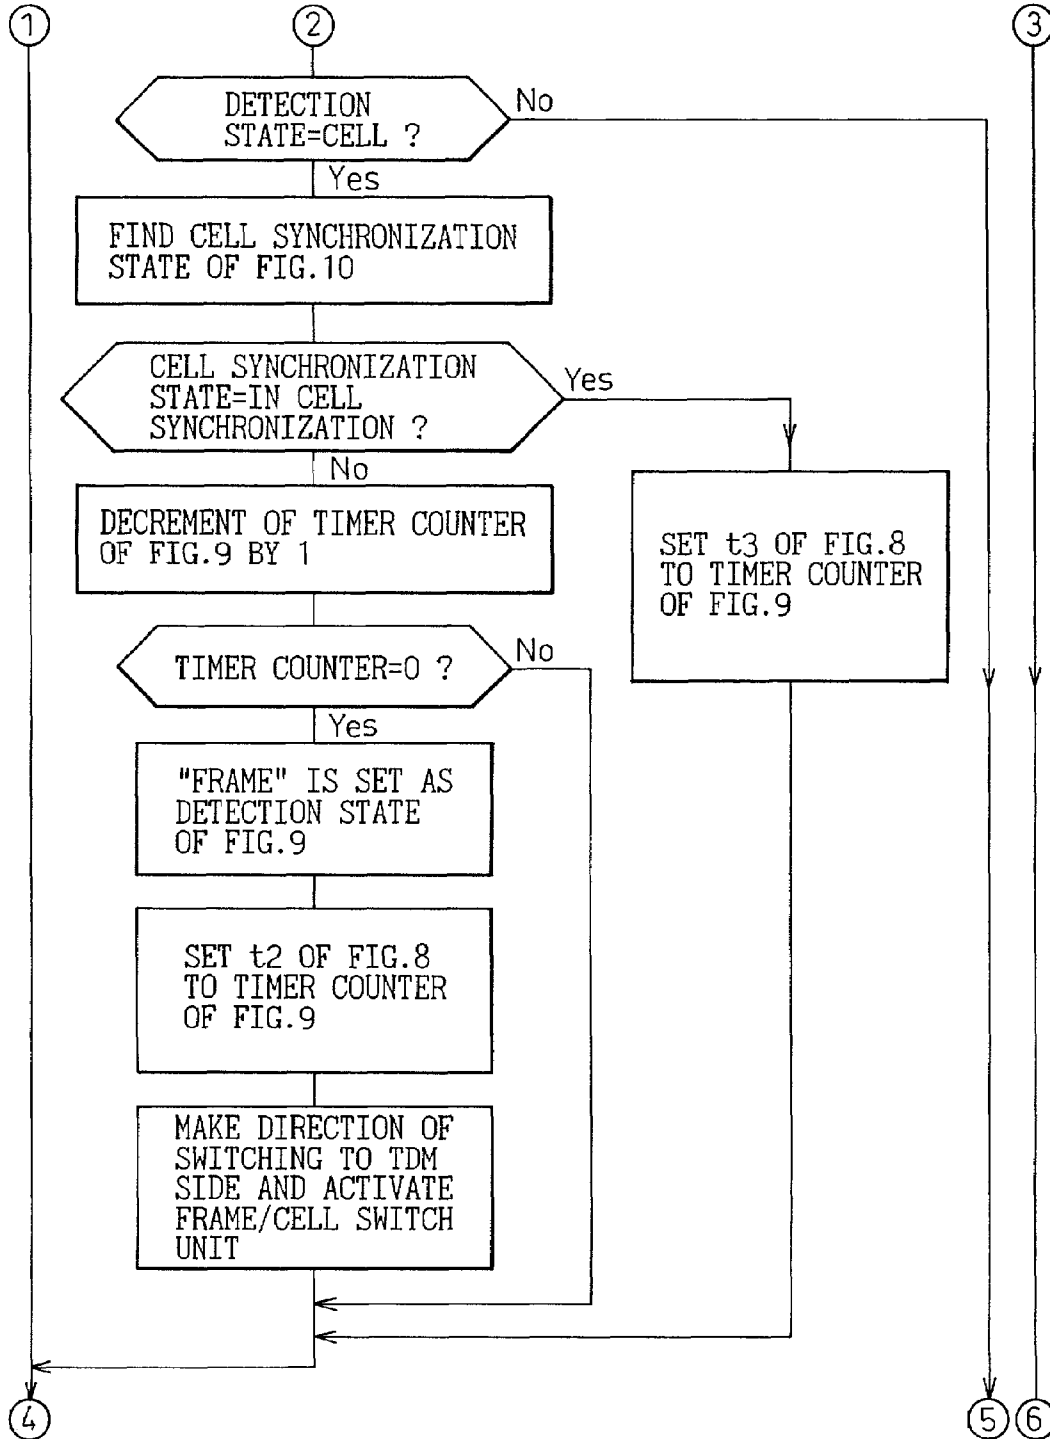 1
2
3
DETECTION
STATE=CELL ?
No
Yes
FIND CELL SYNCHRONIZATION
STATE OF FIG.10
CELL SYNCHRONIZATION
STATE=IN CELL
SYNCHRONIZATION ?
Yes
No
DECREMENT OF TIMER COUNTER
OF FIG.9 BY 1
SET t3 OF FIG.8
TO TIMER COUNTER
OF FIG.9
TIMER COUNTER=0 ?
No
Yes
"FRAME" IS SET AS
DETECTION STATE
OF FIG.9
SET t2 OF FIG.8
TO TIMER COUNTER
OF FIG.9
MAKE DIRECTION OF
SWITCHING TO TDM
SIDE AND ACTIVATE
FRAME/CELL SWITCH
UNIT
4
5
6